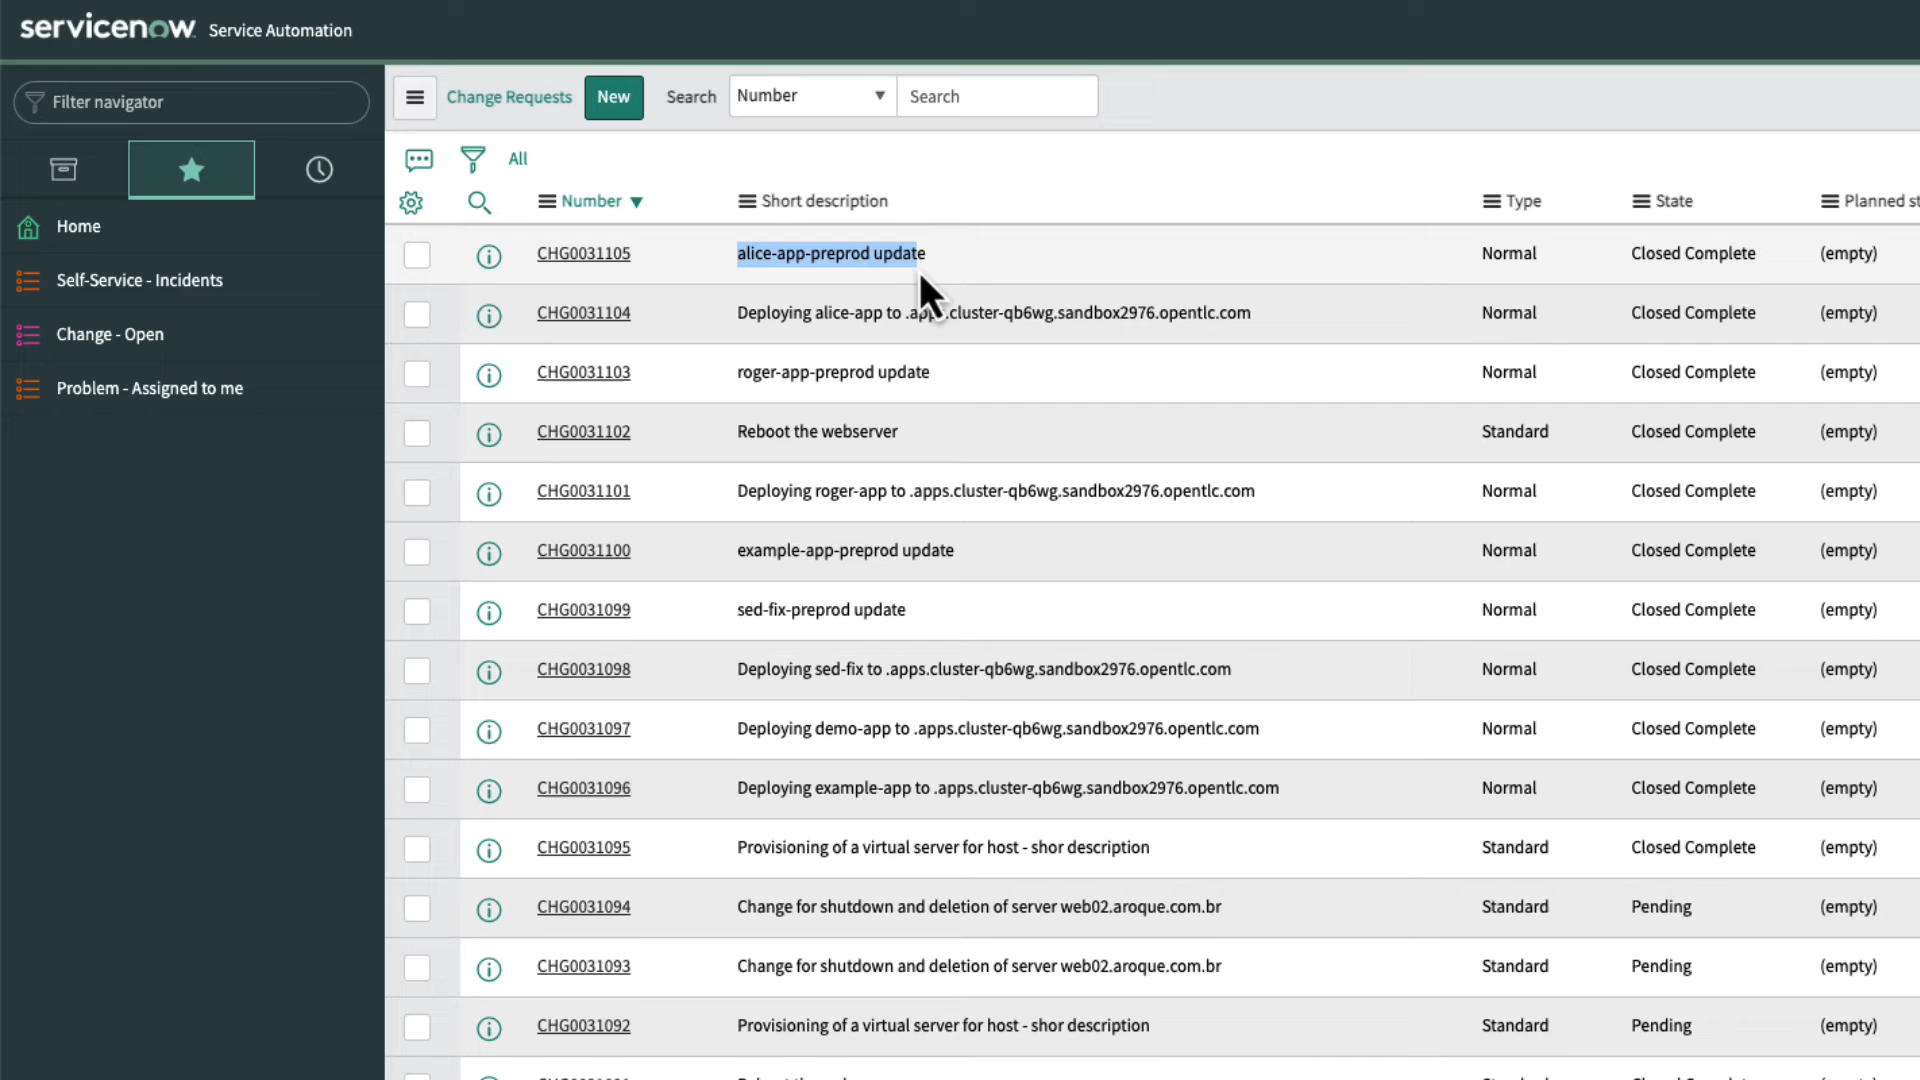 servicenow. Service Automation
Filter navigator
Home
Self-Service - Incidents
Change - Open
Problem - Assigned to me
Change Requests New Search Number Search
All
Number Short description Type State Planned st
CHG0031105 alice-app-preprod update Normal Closed Complete (empty)
CHG0031104 Deploying alice-app to .apps.cluster-qb6wg.sandbox2976.opentlc.com Normal Closed Complete (empty)
CHG0031103 roger-app-preprod update Normal Closed Complete (empty)
CHG0031102 Reboot the webserver Standard Closed Complete (empty)
CHG0031101 Deploying roger-app to .apps.cluster-qb6wg.sandbox2976.opentlc.com Normal Closed Complete (empty)
CHG0031100 example-app-preprod update Normal Closed Complete (empty)
CHG0031099 sed-fix-preprod update Normal Closed Complete (empty)
CHG0031098 Deploying sed-fix to .apps.cluster-qb6wg.sandbox2976.opentlc.com Normal Closed Complete (empty)
CHG0031097 Deploying demo-app to .apps.cluster-qb6wg.sandbox2976.opentlc.com Normal Closed Complete (empty)
CHG0031096 Deploying example-app to .apps.cluster-qb6wg.sandbox2976.opentlc.com Normal Closed Complete (empty)
CHG0031095 Provisioning of a virtual server for host - shor description Standard Closed Complete (empty)
CHG0031094 Change for shutdown and deletion of server web02.aroque.com.br Standard Pending (empty)
CHG0031093 Change for shutdown and deletion of server web02.aroque.com.br Standard Pending (empty)
CHG0031092 Provisioning of a virtual server for host - shor description Standard Pending (empty)